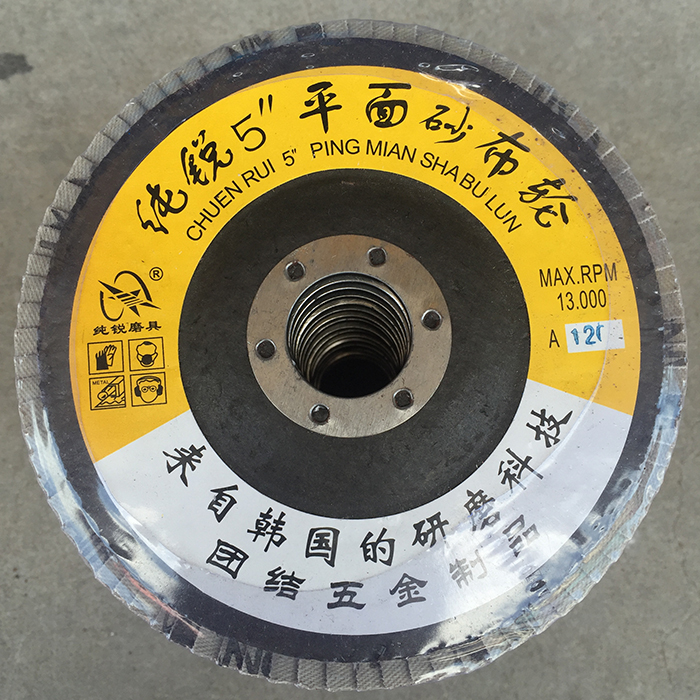 纯锐5"平面砂布轮
CHUEN RUI 5" PING MIAN SHA BU LUN
®
纯锐磨具
METAL
MAX.RPM
13.000
A 120
来自韩国的研磨科技
团结五金制品